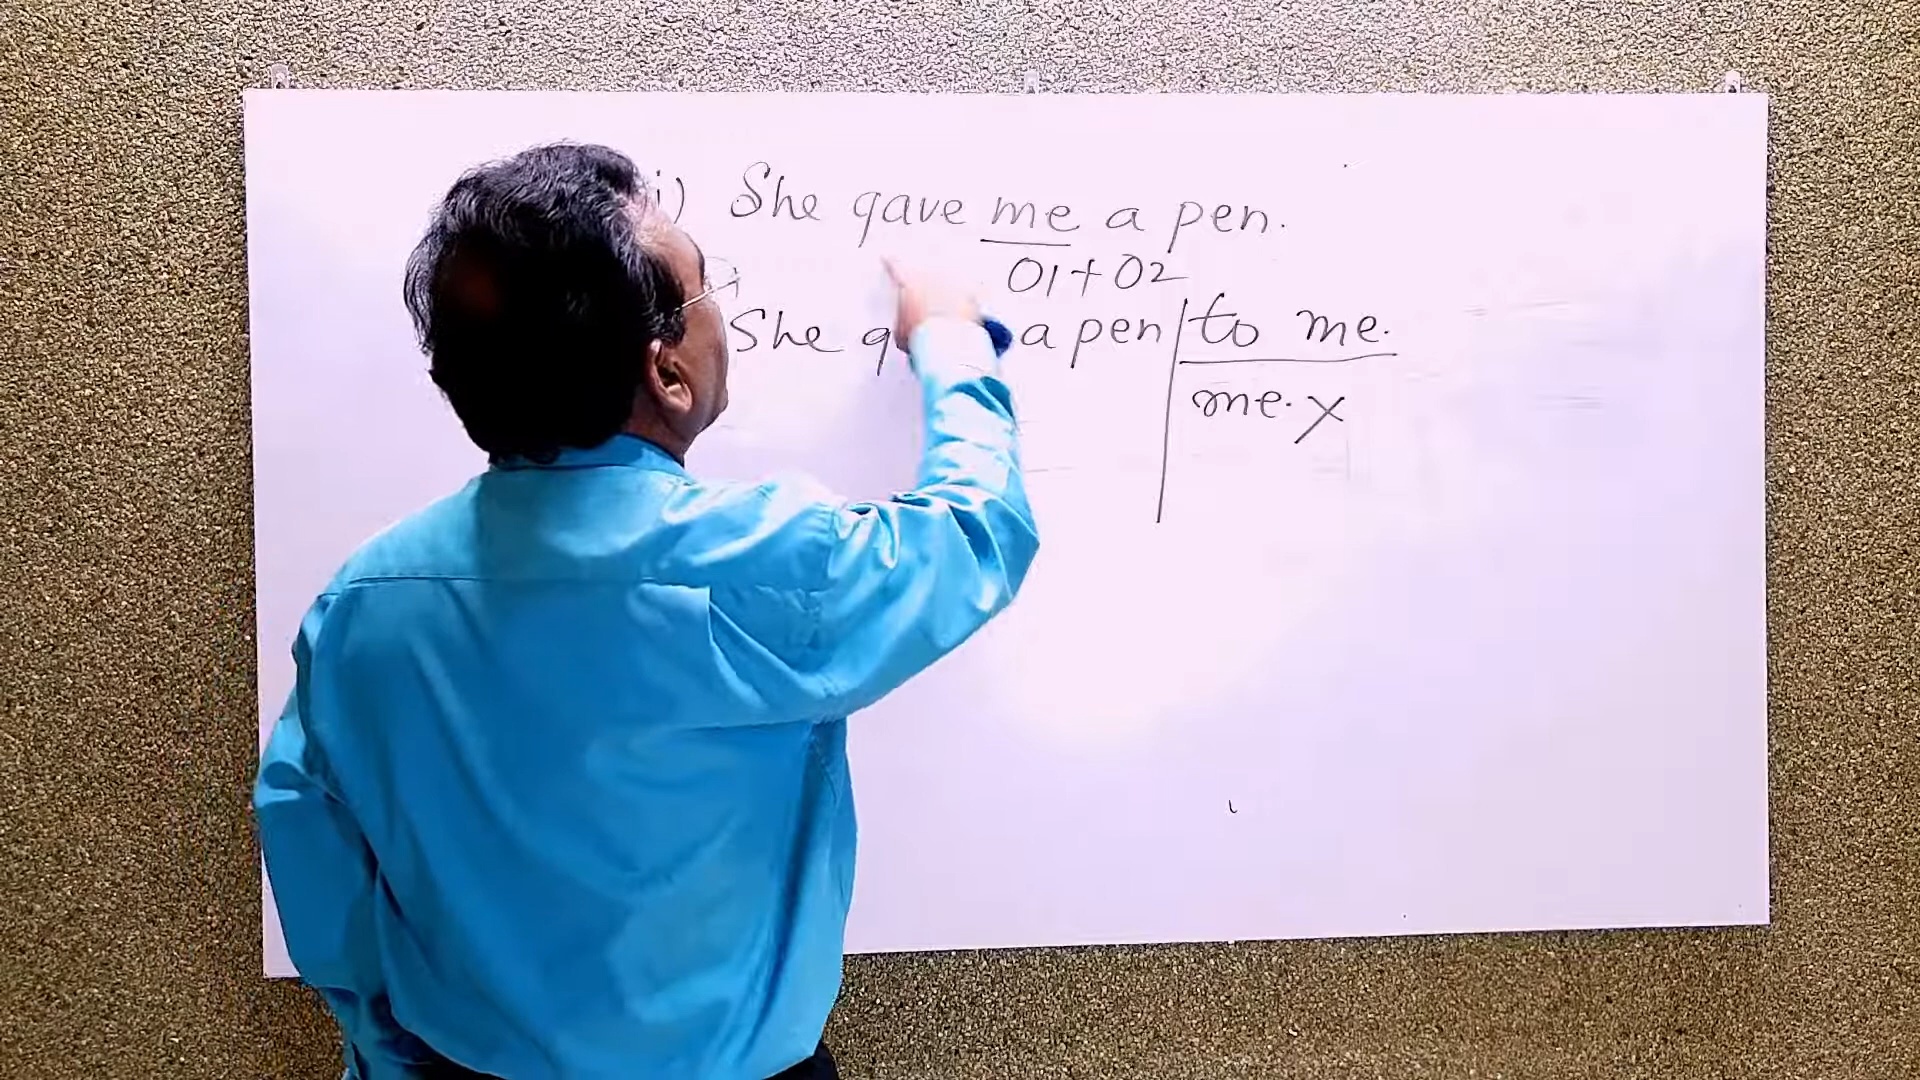 i) She gave me a pen.
O1+O2
She a pen to me.
me. X